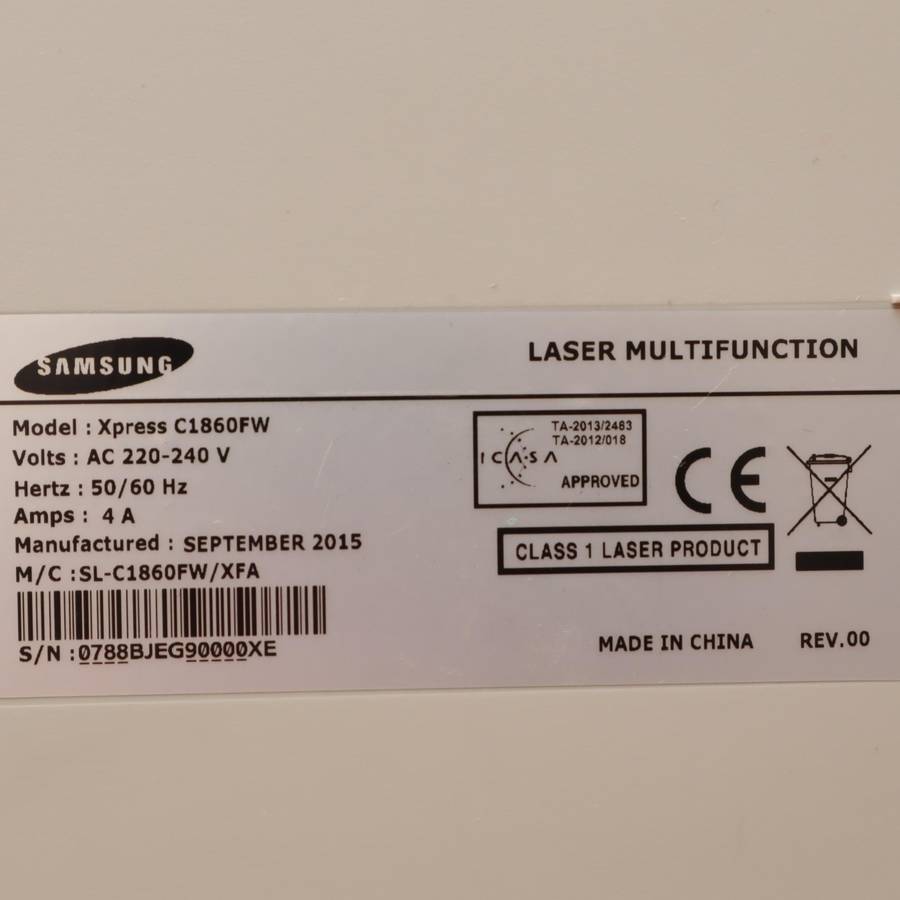 SAMSUNG
LASER MULTIFUNCTION
Model : Xpress C1860FW
Volts : AC 220-240 V
Hertz : 50/60 Hz
Amps : 4 A
Manufactured : SEPTEMBER 2015
M/C :SL-C1860FW/XFA
S/N :0788BJEG90000XE
TA-2013/2463
TA-2012/018
ICASA
APPROVED
CE
CLASS 1 LASER PRODUCT
MADE IN CHINA
REV.00